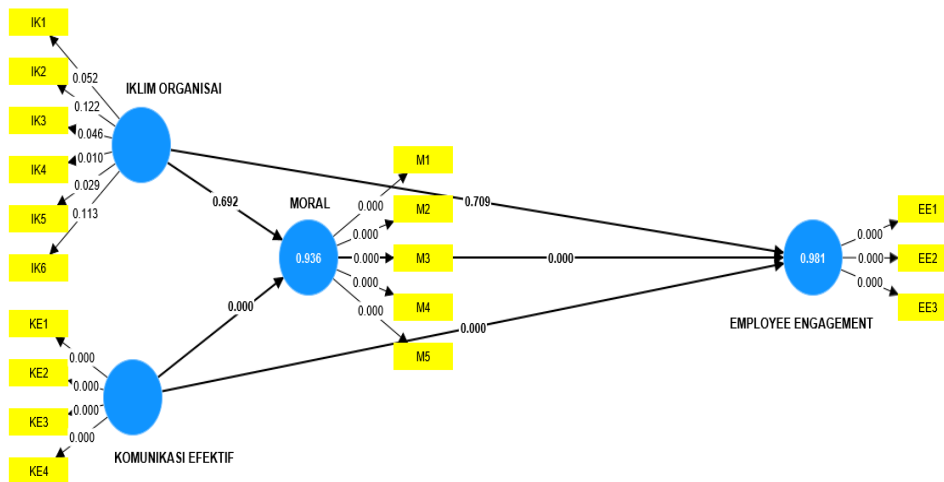 IK1
IK2
IK3
IK4
IK5
IK6
0.052
0.122
0.046
0.010
0.029
0.113
IKLIM ORGANISAI
0.692
0.709
MORAL
0.936
M1
M2
M3
M4
M5
0.000
0.000
0.000
0.000
0.000
0.000
0.000
0.000
KE1
KE2
KE3
KE4
0.000
0.000
0.000
0.000
KOMUNIKASI EFEKTIF
0.981
EMPLOYEE ENGAGEMENT
0.000
0.000
0.000
EE1
EE2
EE3